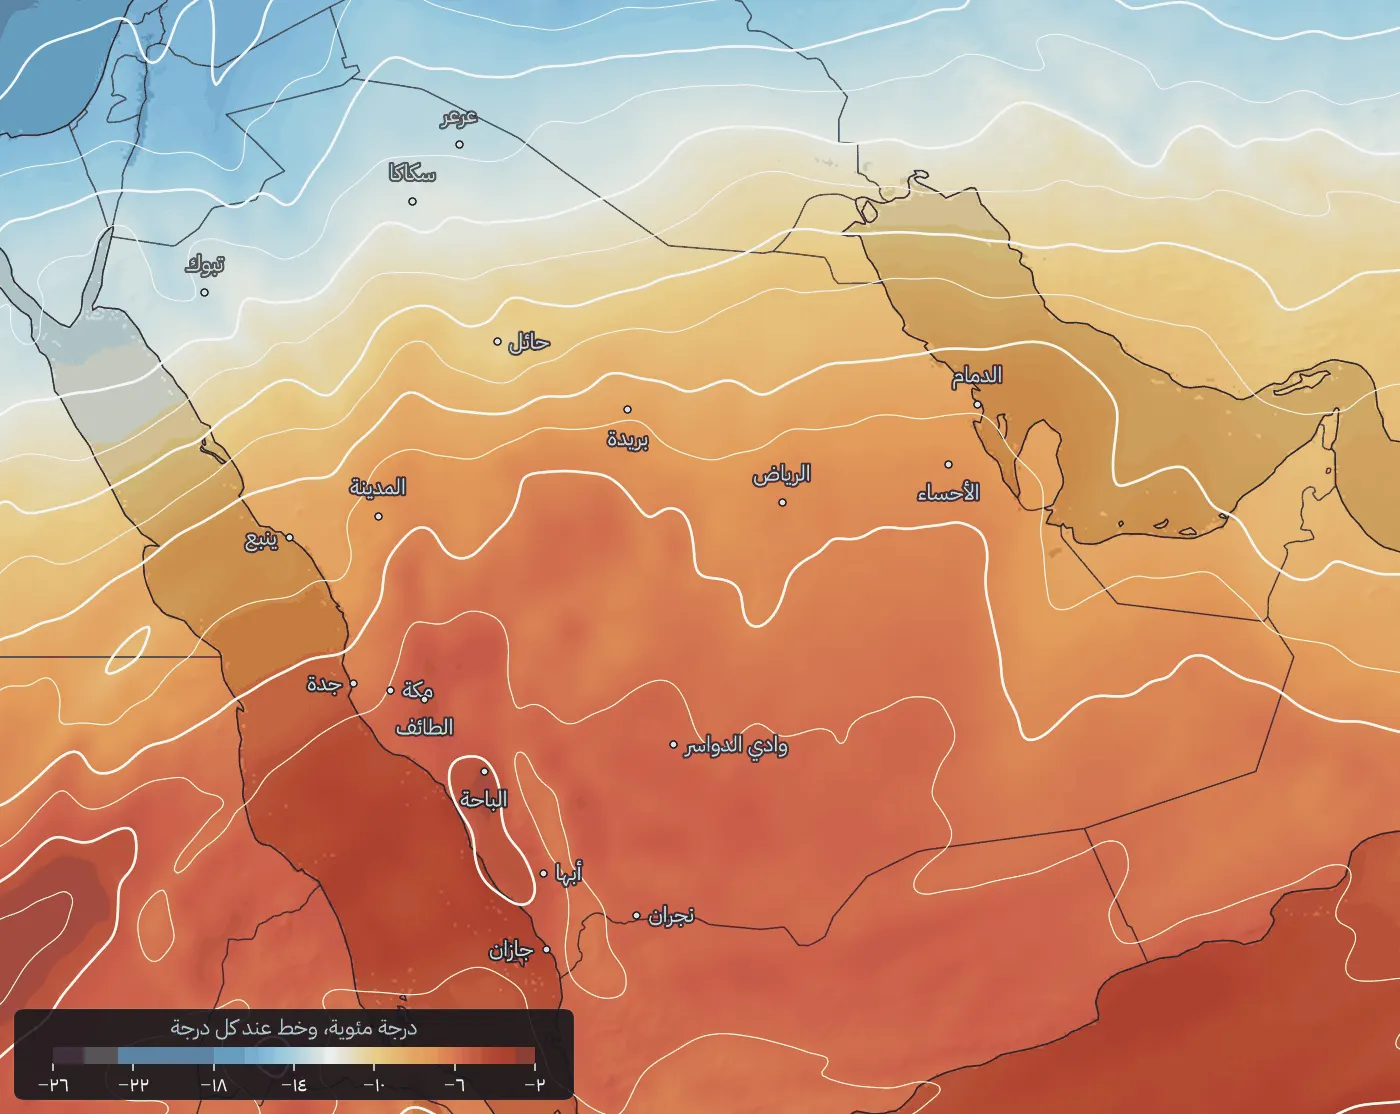 عرعر
سكاكا
تبوك
حائل
الدمام
بريدة
الرياض
الأحساء
المدينة
ينبع
جدة
مكة
الطائف
وادي الدواسر
الباحة
أبها
نجران
جازان
درجة مئوية، وخط عند كل درجة
−٢٦ −٢٢ −١٨ −١٤ −١٠ −٦ −٢